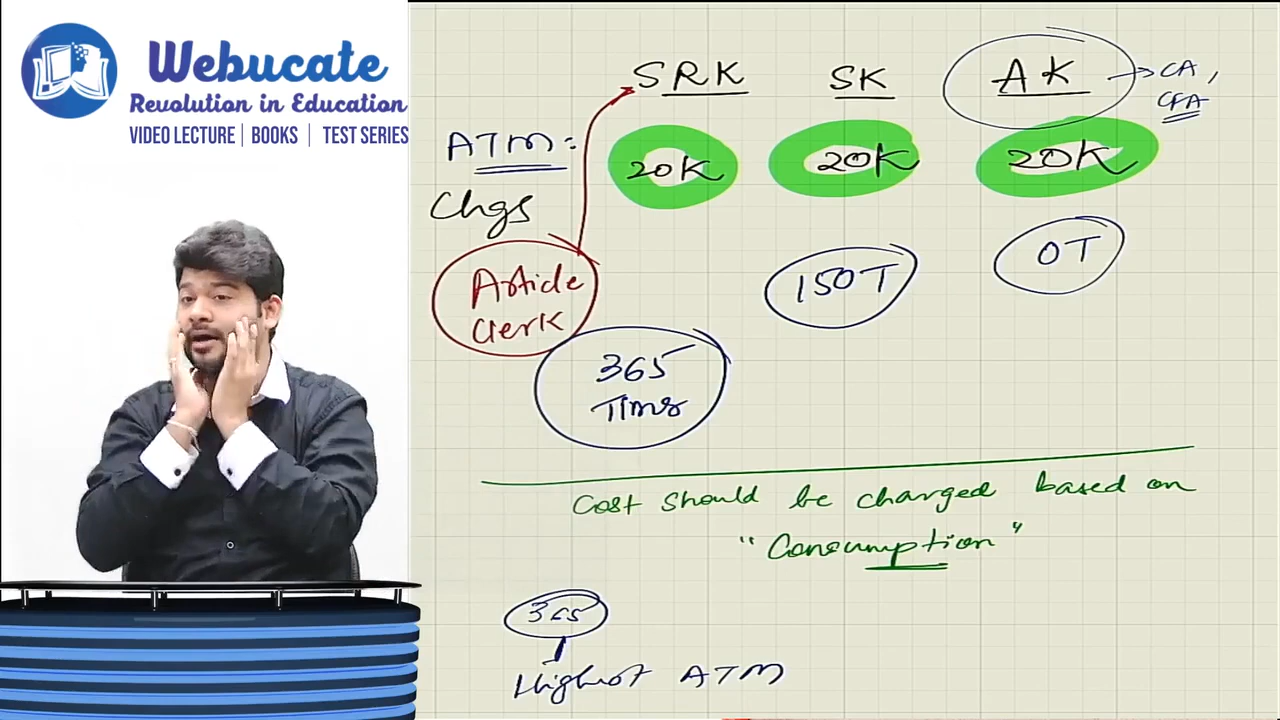 Webucate
Revolution in Education
VIDEO LECTURE | BOOKS | TEST SERIES
SRK SK AK → CA,
CFA
ATM: 20K 20K 20K
Chgs
Article
Clerk
150T
0T
365
Times
Cost should be charged based on
"Consumption"
365
Highest ATM